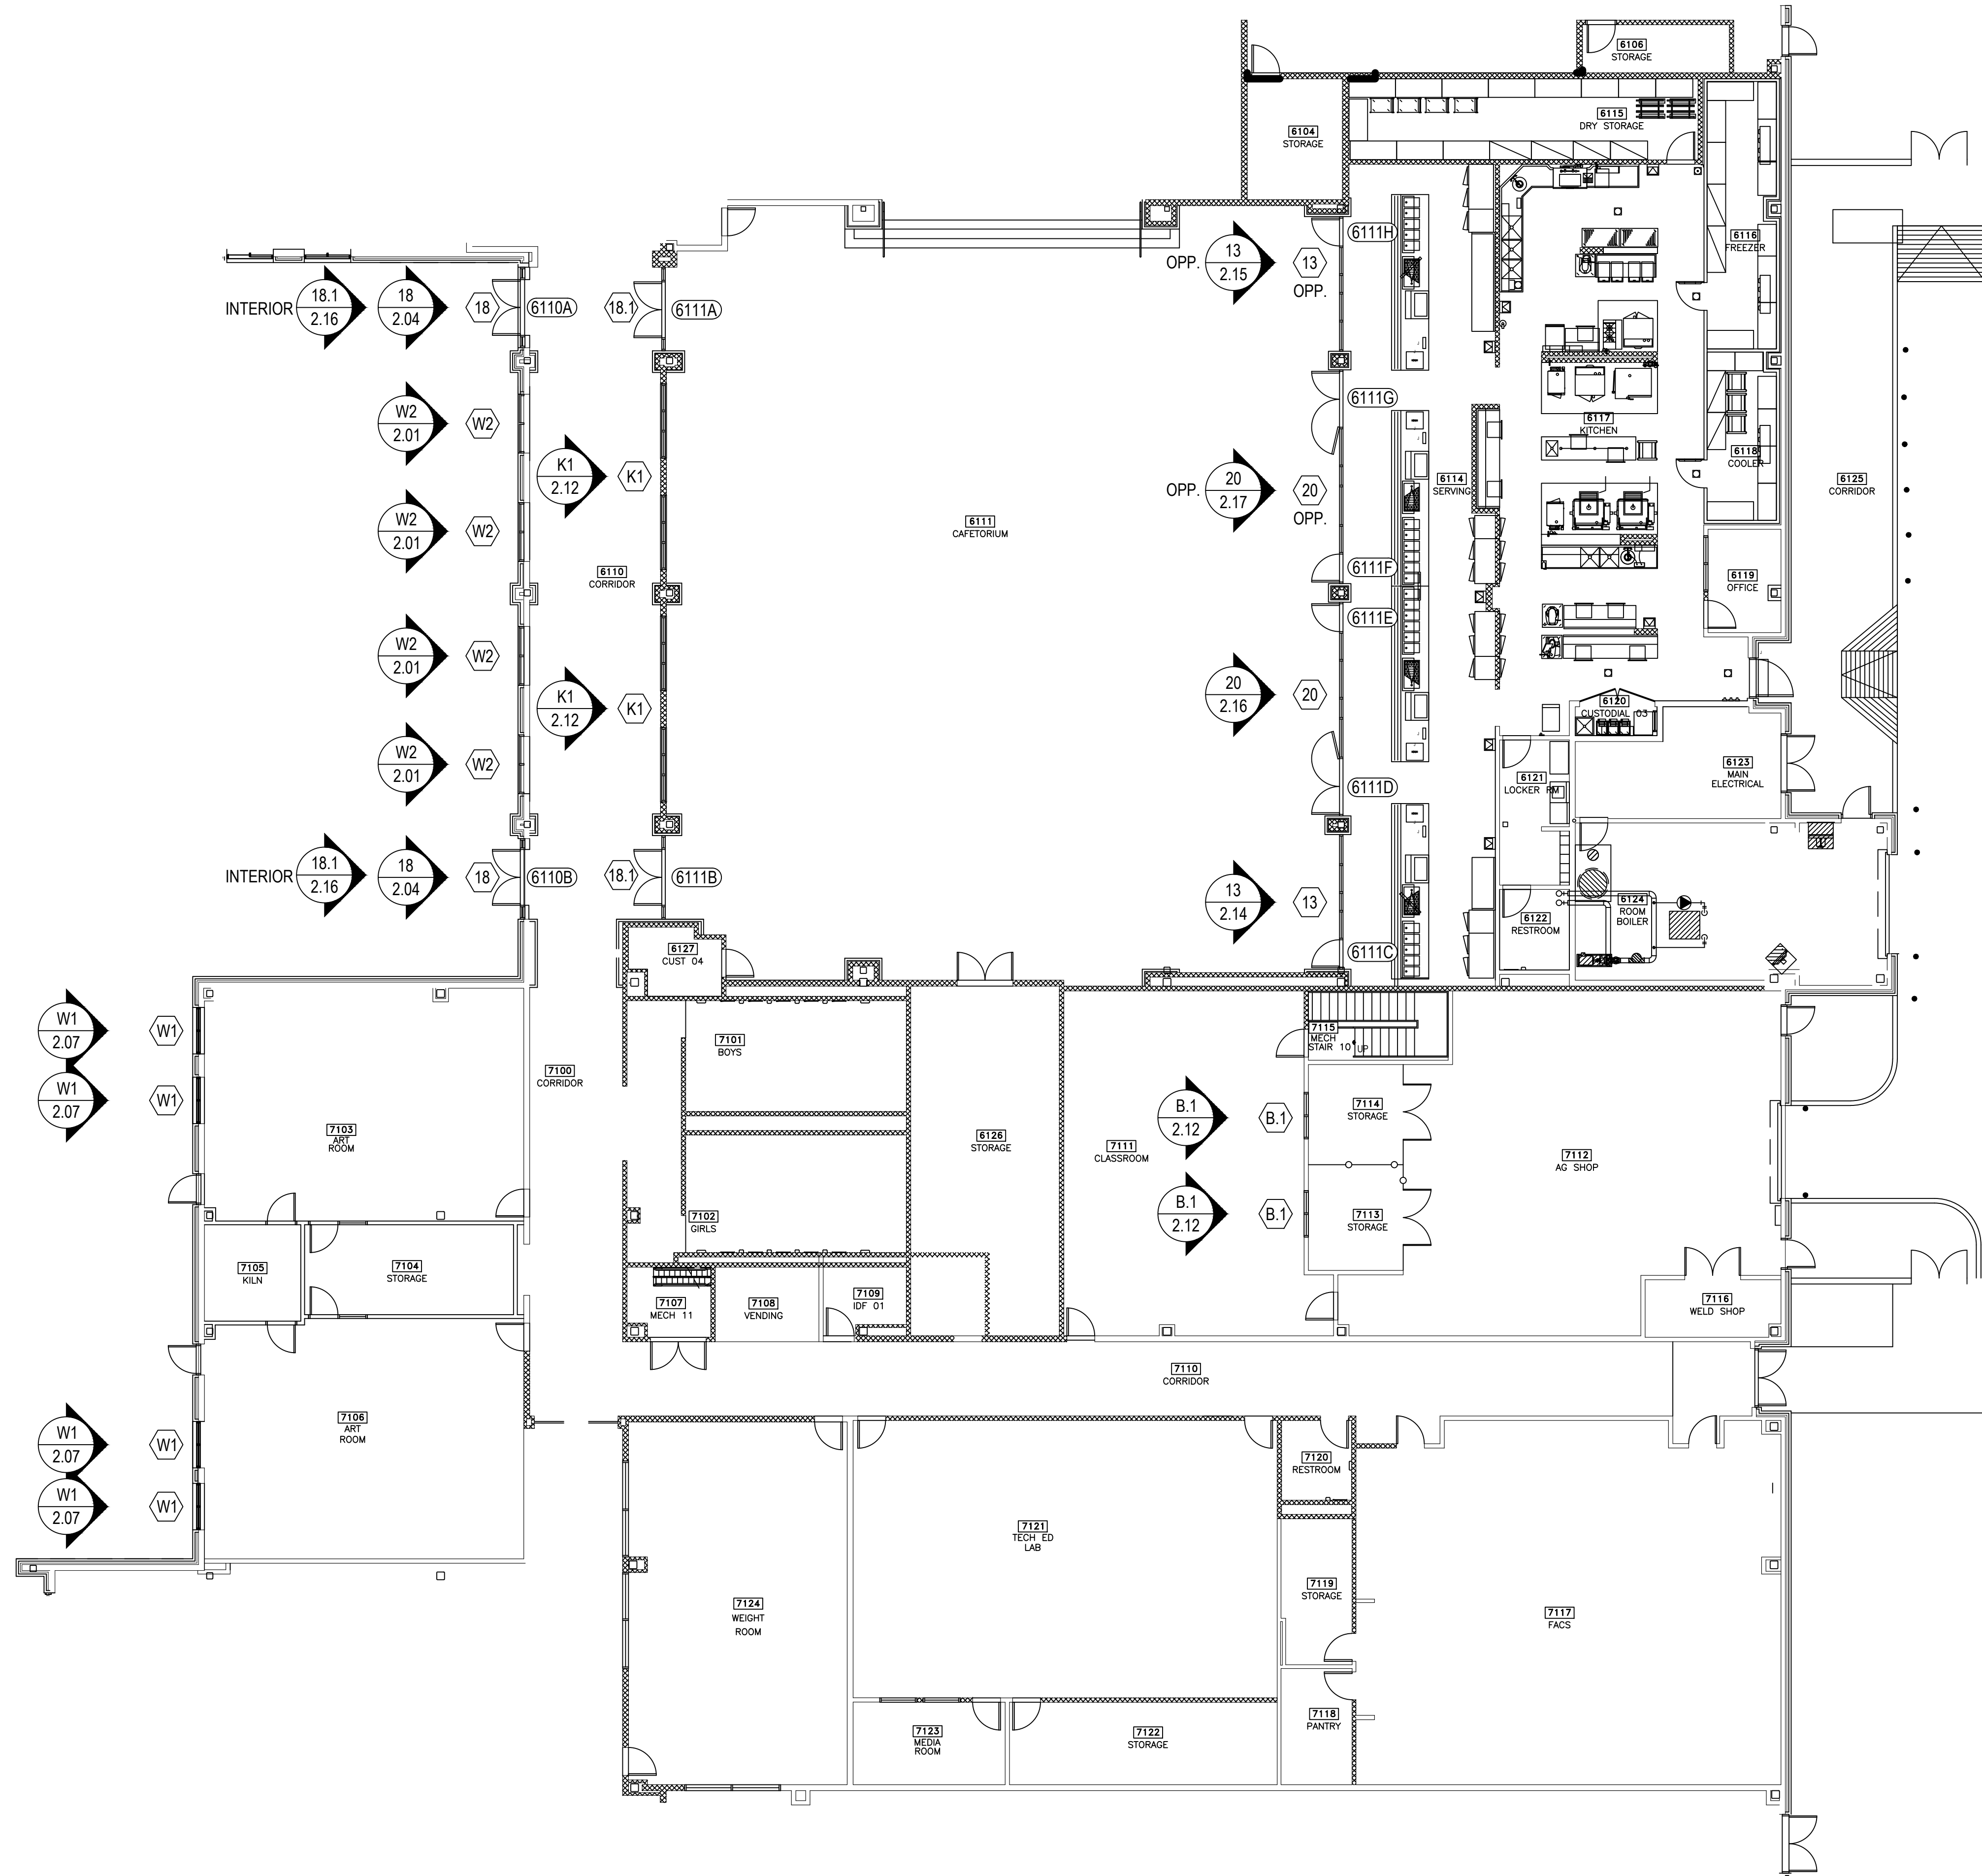 6106
STORAGE
6115
DRY STORAGE
6104
STORAGE
6111H
13
2.15
OPP.
13
OPP.
6116
FREEZER
INTERIOR
18.1
2.16
18
2.04
18
6110A
18.1
6111A
6111G
W2
2.01
W2
6117
KITCHEN
6118
COOLER
K1
2.12
K1
OPP.
20
2.17
20
OPP.
6114
SERVING
6125
CORRIDOR
W2
2.01
W2
6111
CAFETORIUM
6110
CORRIDOR
6111F
6119
OFFICE
6111E
W2
2.01
W2
20
2.16
20
K1
2.12
K1
6120
CUSTODIAL 03
W2
2.01
W2
6123
MAIN
ELECTRICAL
6121
LOCKER RM
6111D
INTERIOR
18.1
2.16
18
2.04
18
6110B
18.1
6111B
13
2.14
13
6124
ROOM
BOILER
6122
RESTROOM
6127
CUST 04
6111C
W1
2.07
W1
7101
BOYS
7115
MECH
STAIR 10
UP
7100
CORRIDOR
W1
2.07
W1
B.1
2.12
B.1
7114
STORAGE
7103
ART
ROOM
6126
STORAGE
7111
CLASSROOM
7112
AG SHOP
7102
GIRLS
B.1
2.12
B.1
7113
STORAGE
7105
KILN
7104
STORAGE
7107
MECH 11
7108
VENDING
7109
IDF 01
7116
WELD SHOP
7110
CORRIDOR
7106
ART
ROOM
W1
2.07
W1
7120
RESTROOM
W1
2.07
W1
7121
TECH ED
LAB
7119
STORAGE
7124
WEIGHT
ROOM
7117
FACS
7118
PANTRY
7123
MEDIA
ROOM
7122
STORAGE